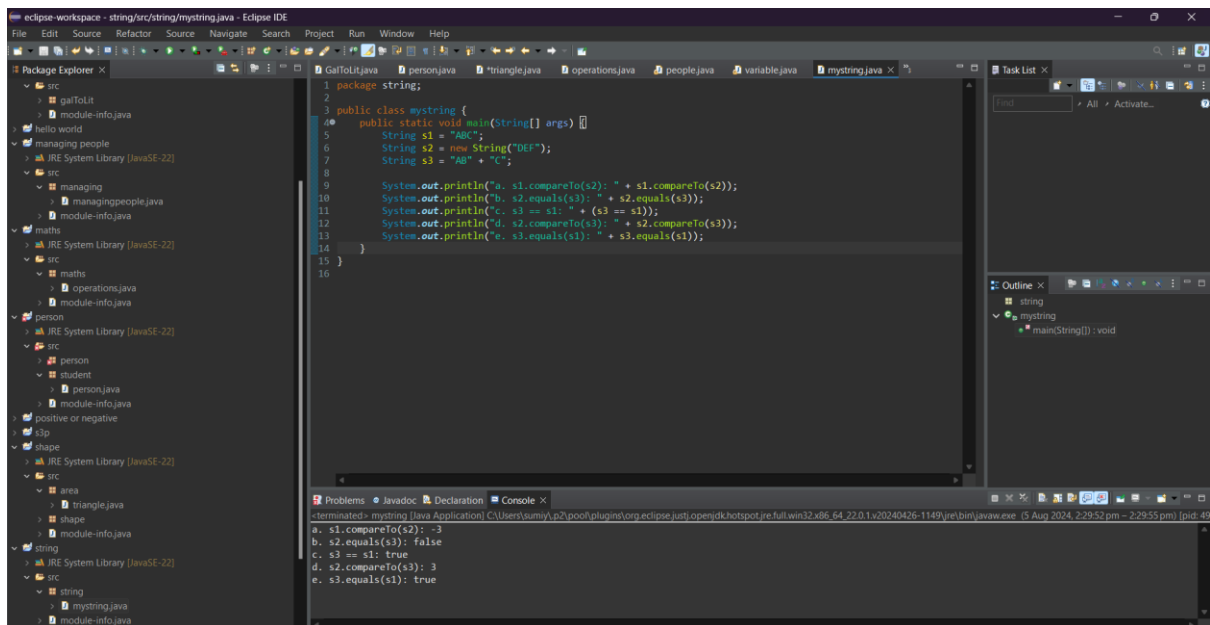 eclipse-workspace - string/src/string/mystring.java - Eclipse IDE
File Edit Source Refactor Source Navigate Search Project Run Window Help
Package Explorer
src
galToLit
module-info.java
hello world
managing people
JRE System Library [JavaSE-22]
src
managing
managingpeople.java
module-info.java
maths
JRE System Library [JavaSE-22]
src
maths
operations.java
module-info.java
person
JRE System Library [JavaSE-22]
src
person
student
person.java
module-info.java
positive or negative
s3p
shape
JRE System Library [JavaSE-22]
src
area
triangle.java
shape
module-info.java
string
JRE System Library [JavaSE-22]
src
string
mystring.java
module-info.java
GalToLit.java person.java *triangle.java operations.java people.java variable.java mystring.java
1 package string;
2
3 public class mystring {
4 public static void main(String[] args) {
5 String s1 = "ABC";
6 String s2 = new String("DEF");
7 String s3 = "AB" + "C";
8
9 System.out.println("a. s1.compareTo(s2): " + s1.compareTo(s2));
10 System.out.println("b. s2.equals(s3): " + s2.equals(s3));
11 System.out.println("c. s3 == s1: " + (s3 == s1));
12 System.out.println("d. s2.compareTo(s3): " + s2.compareTo(s3));
13 System.out.println("e. s3.equals(s1): " + s3.equals(s1));
14 }
15 }
16
Task List
Find All Activate...
Outline
string
mystring
main(String[]) : void
Problems Javadoc Declaration Console
<terminated> mystring [Java Application] C:\Users\sumiy\.p2\pool\plugins\org.eclipse.justj.openjdk.hotspot.jre.full.win32.x86_64_22.0.1.v20240426-1149\jre\bin\javaw.exe (5 Aug 2024, 2:29:52 pm – 2:29:55 pm) [pid: 49
a. s1.compareTo(s2): -3
b. s2.equals(s3): false
c. s3 == s1: true
d. s2.compareTo(s3): 3
e. s3.equals(s1): true